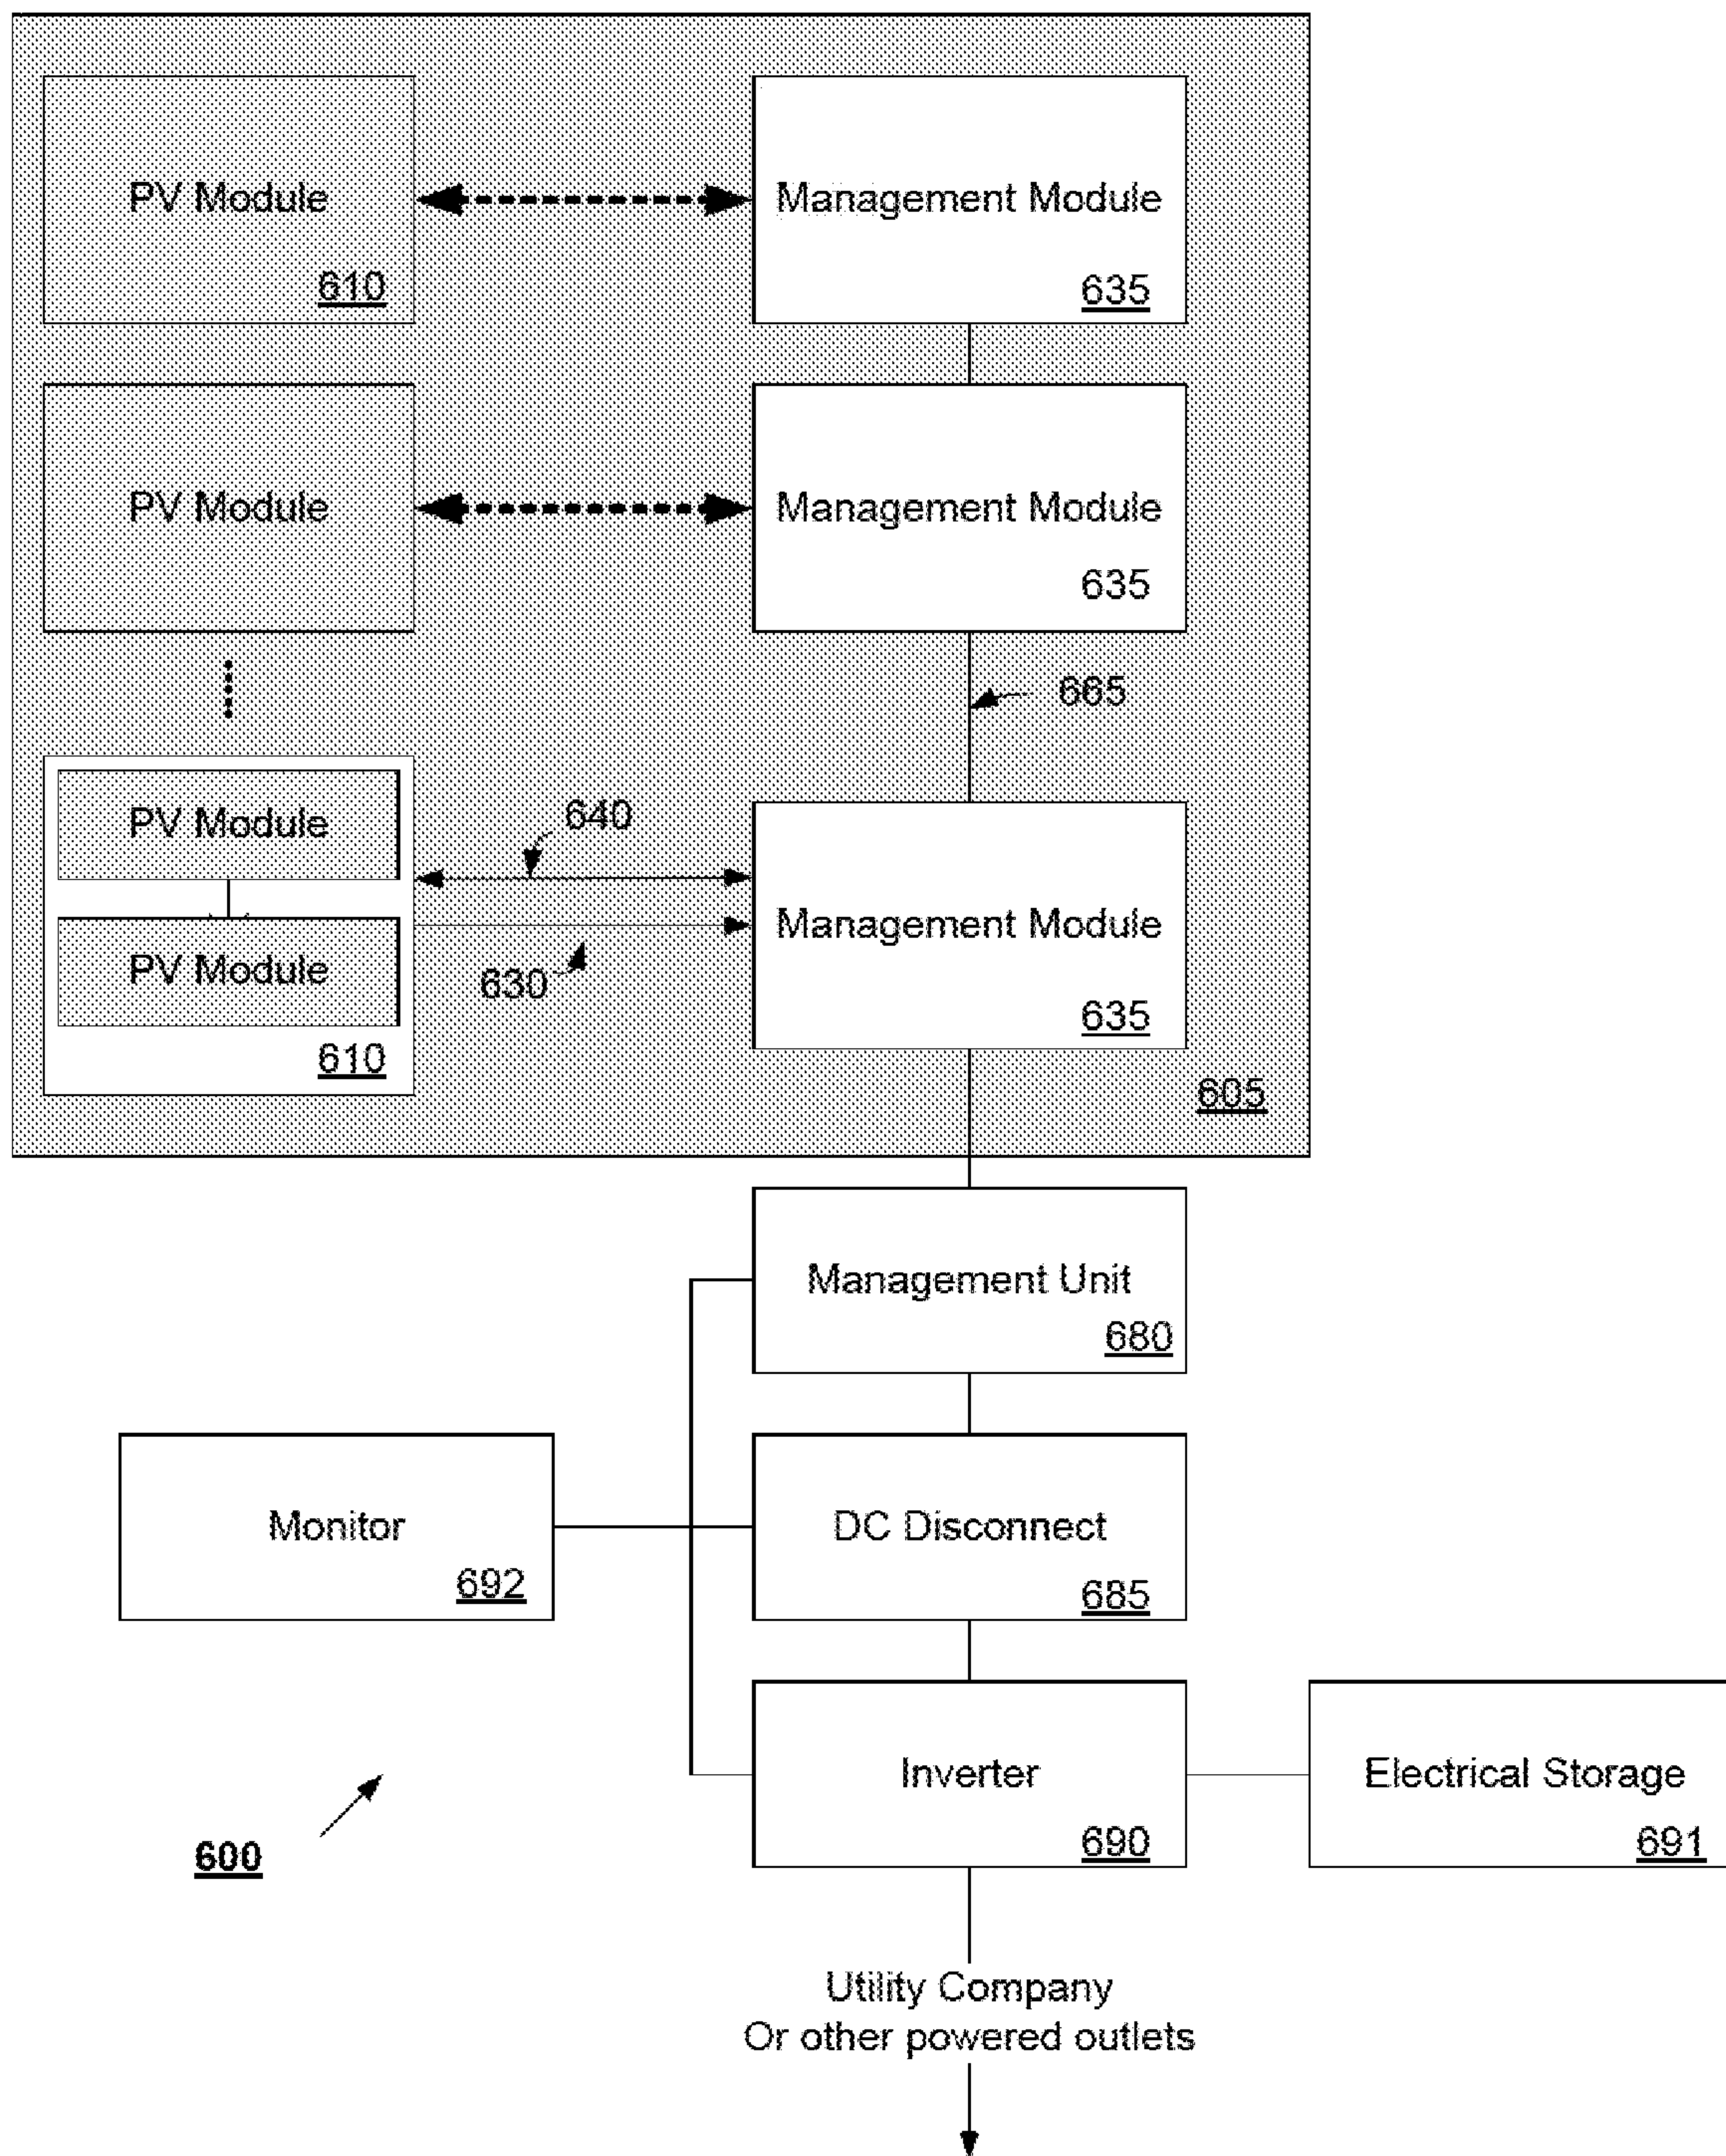 PV Module
610
Management Module
635
PV Module
Management Module
635
665
PV Module
640
PV Module
630
610
Management Module
635
605
Management Unit
680
Monitor
692
DC Disconnect
685
Inverter
690
Electrical Storage
691
600
Utility Company
Or other powered outlets